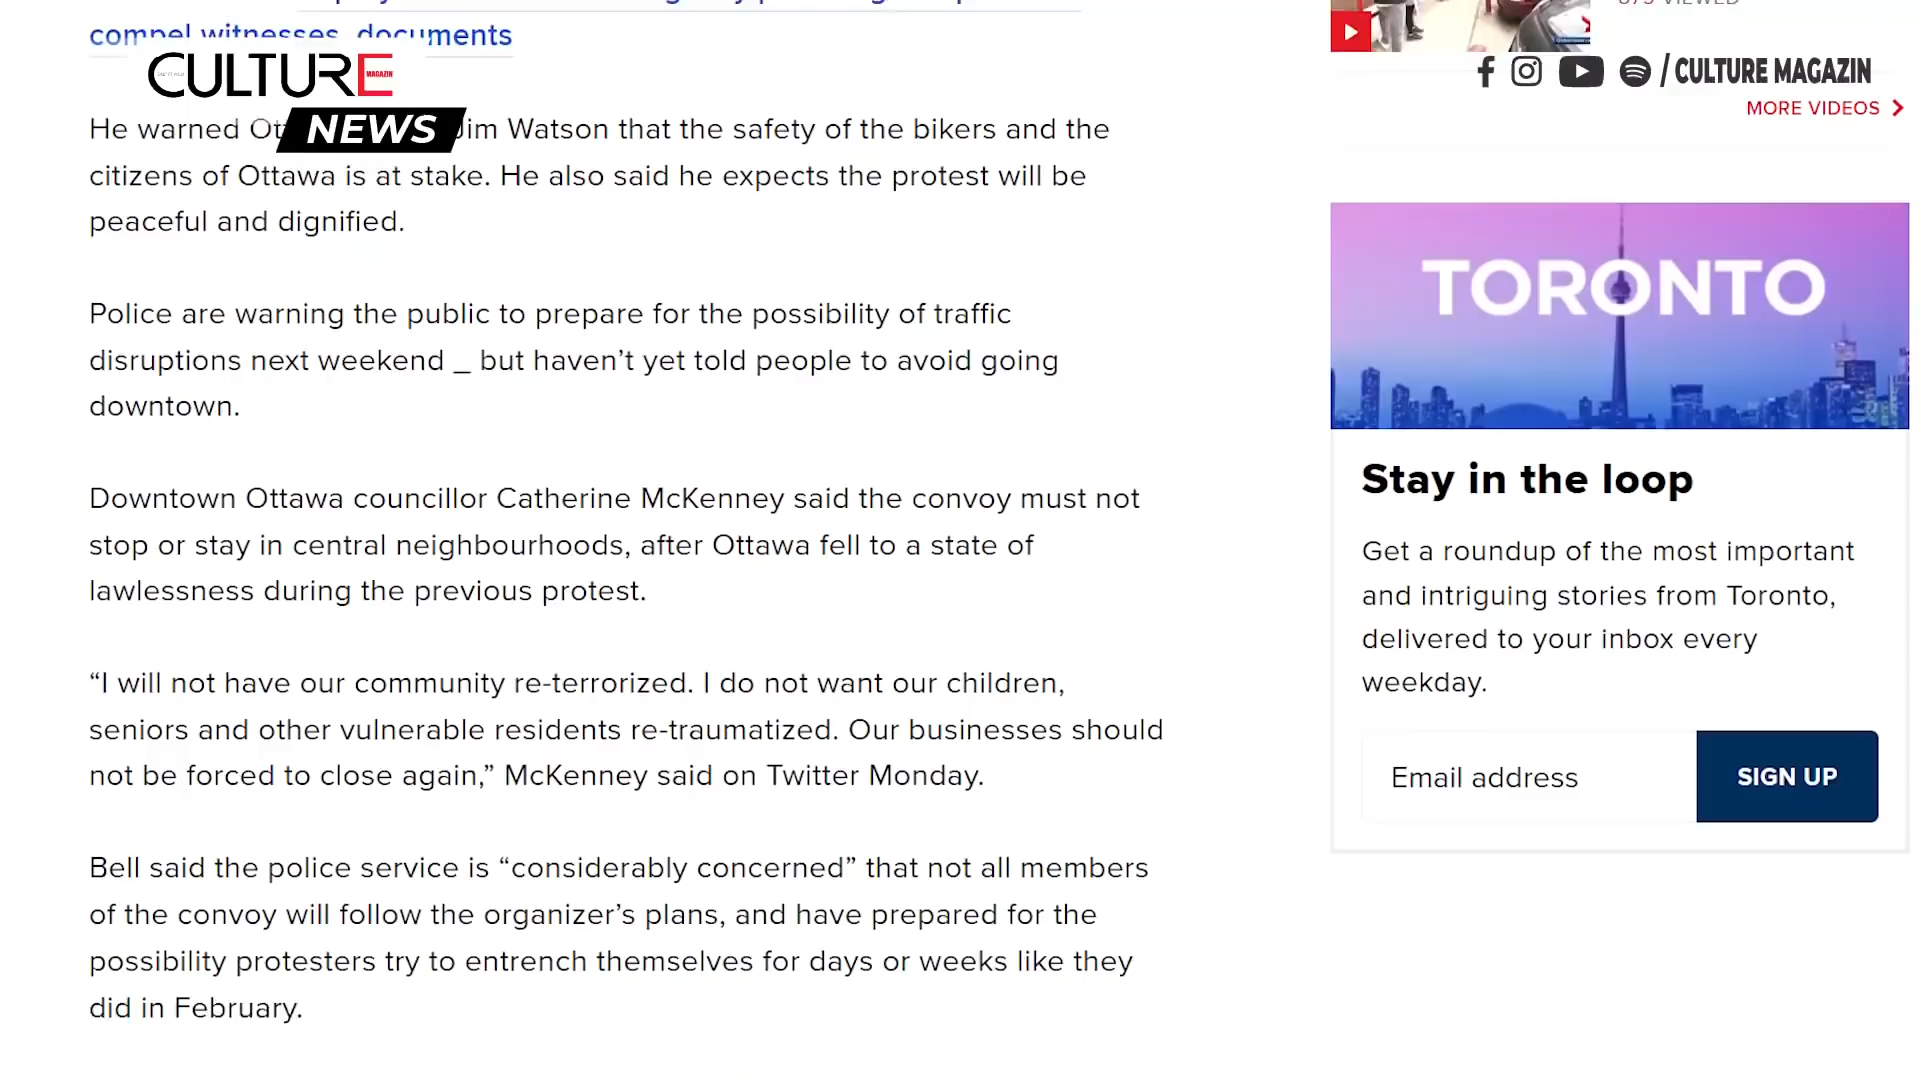 compel witnesses, documents
CULTURE
MAGAZIN
NEWS
He warned Jim Watson that the safety of the bikers and the
citizens of Ottawa is at stake. He also said he expects the protest will be
peaceful and dignified.
Police are warning the public to prepare for the possibility of traffic
disruptions next weekend _ but haven’t yet told people to avoid going
downtown.
Downtown Ottawa councillor Catherine McKenney said the convoy must not
stop or stay in central neighbourhoods, after Ottawa fell to a state of
lawlessness during the previous protest.
“I will not have our community re-terrorized. I do not want our children,
seniors and other vulnerable residents re-traumatized. Our businesses should
not be forced to close again,” McKenney said on Twitter Monday.
Bell said the police service is “considerably concerned” that not all members
of the convoy will follow the organizer’s plans, and have prepared for the
possibility protesters try to entrench themselves for days or weeks like they
did in February.
/ CULTURE MAGAZIN
MORE VIDEOS
TORONTO
Stay in the loop
Get a roundup of the most important
and intriguing stories from Toronto,
delivered to your inbox every
weekday.
Email address
SIGN UP